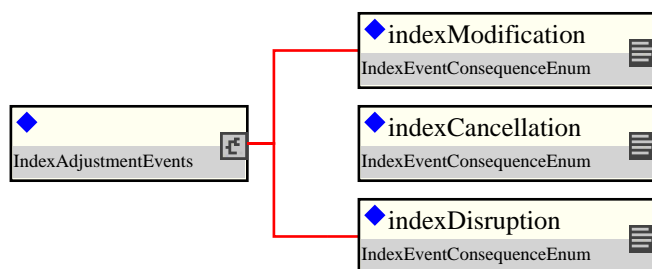 indexModification
IndexEventConsequenceEnum
IndexAdjustmentEvents
indexCancellation
IndexEventConsequenceEnum
indexDisruption
IndexEventConsequenceEnum